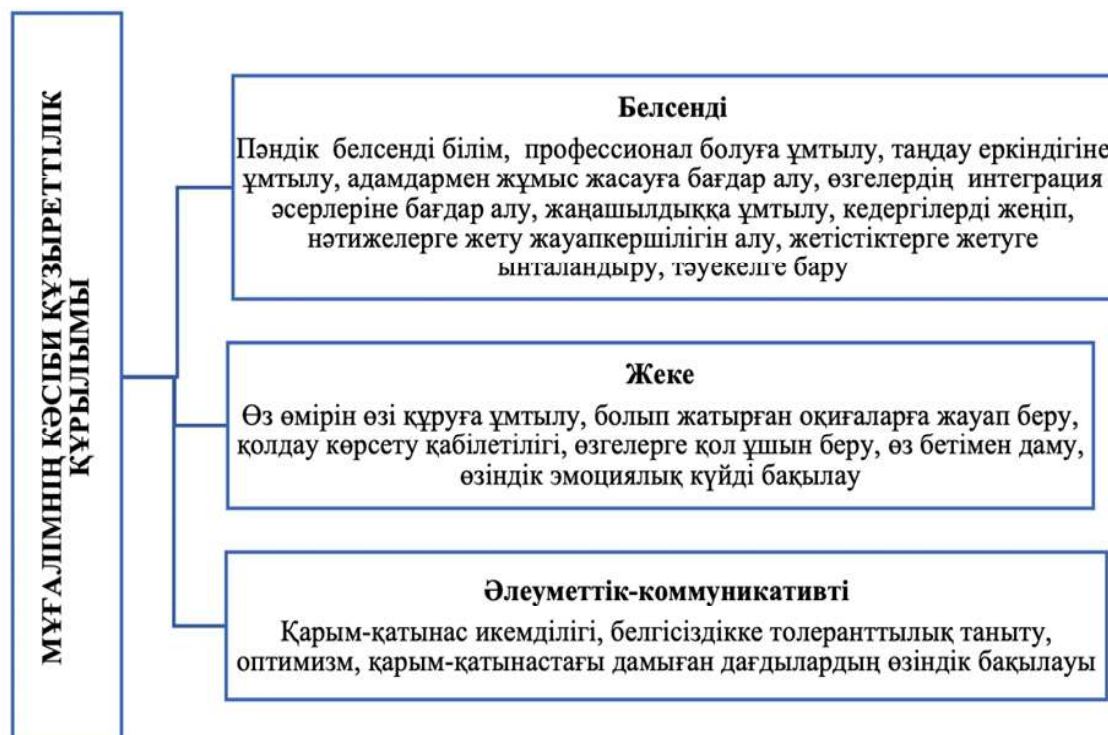 МҰҒАЛІМНІҢ КӘСІБИ ҚҰЗЫРЕТТІЛІК
ҚҰРЫЛЫМЫ
Белсенді
Пәндік белсенді білім, профессионал болуға ұмтылу, таңдау еркіндігіне
ұмтылу, адамдармен жұмыс жасауға бағдар алу, өзгелердің интеграция
әсерлеріне бағдар алу, жаңашылдыққа ұмтылу, кедергілерді жеңіп,
нәтижелерге жету жауапкершілігін алу, жетістіктерге жетуге
ынталандыру, тәуекелге бару
Жеке
Өз өмірін өзі құруға ұмтылу, болып жатырған оқиғаларға жауап беру,
қолдау көрсету қабілетілігі, өзгелерге қол ұшын беру, өз бетімен даму,
өзіндік эмоциялық күйді бақылау
Әлеуметтік-коммуникативті
Қарым-қатынас икемділігі, белгісіздікке толеранттылық таныту,
оптимизм, қарым-қатынастағы дамыған дағдылардың өзіндік бақылауы